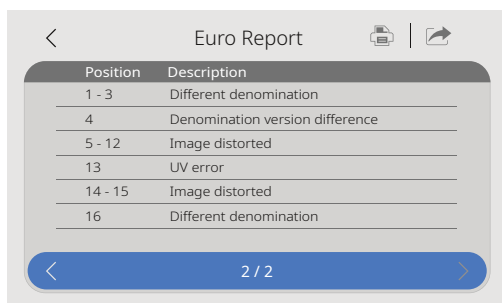 Euro Report
Position Description
1 - 3 Different denomination
4 Denomination version difference
5 - 12 Image distorted
13 UV error
14 - 15 Image distorted
16 Different denomination
2 / 2